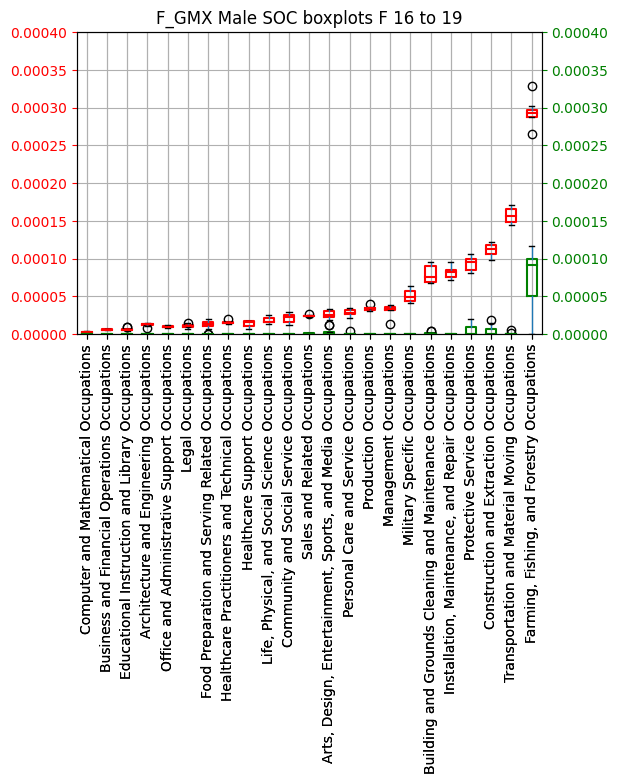 F_GMX Male SOC boxplots F 16 to 19
0.00040
0.00035
0.00030
0.00025
0.00020
0.00015
0.00010
0.00005
0.00000
0.00040
0.00035
0.00030
0.00025
0.00020
0.00015
0.00010
0.00005
0.00000
Computer and Mathematical Occupations
Business and Financial Operations Occupations
Educational Instruction and Library Occupations
Architecture and Engineering Occupations
Office and Administrative Support Occupations
Legal Occupations
Food Preparation and Serving Related Occupations
Healthcare Practitioners and Technical Occupations
Healthcare Support Occupations
Life, Physical, and Social Science Occupations
Community and Social Service Occupations
Sales and Related Occupations
Arts, Design, Entertainment, Sports, and Media Occupations
Personal Care and Service Occupations
Production Occupations
Management Occupations
Military Specific Occupations
Building and Grounds Cleaning and Maintenance Occupations
Installation, Maintenance, and Repair Occupations
Protective Service Occupations
Construction and Extraction Occupations
Transportation and Material Moving Occupations
Farming, Fishing, and Forestry Occupations